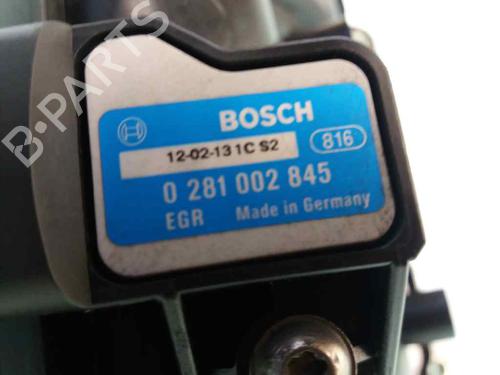 BOSCH
12-02-13 1C S2
816
0 281 002 845
EGR Made in Germany
B-PARTS